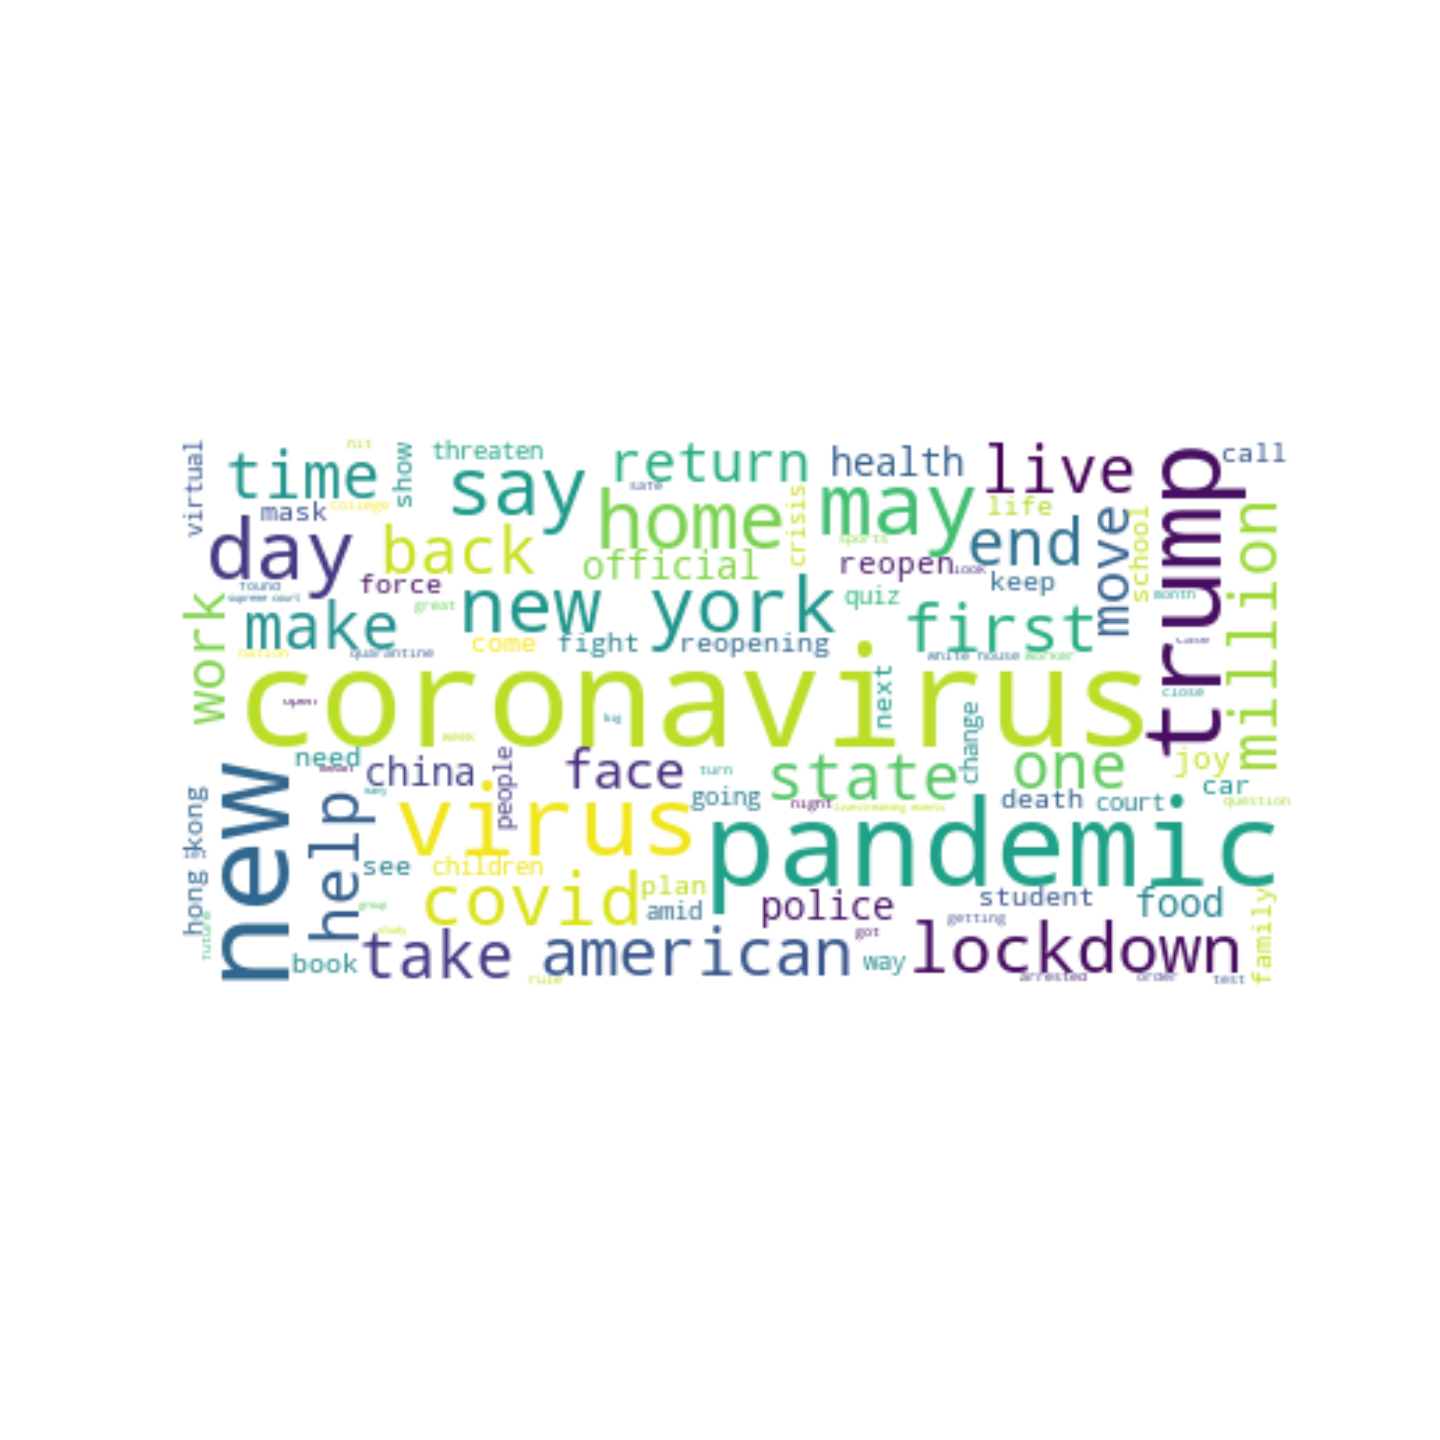 virtual
time
hit
show
threaten
say
return
safe
health
live
trump
call
mask
college
home
crisis
may
life
million
day
back
official
sports
end
move
school
reopen
look
keep
force
found
supreme court
great
new york
quiz
month
work
make
first
come
fight
reopening
nation
quarantine
white house
worker
coronavirus
next
close
big
week
change
need
china
people
face
turn
state
one
joy
new
help
virus
going
night
livestreaming events
death
court
car
question
hong kong
pandemic
see
children
covid
plan
amid
police
student
food
family
future
group
study
getting
got
book
take
american
way
lockdown
rule
arrested
order
test